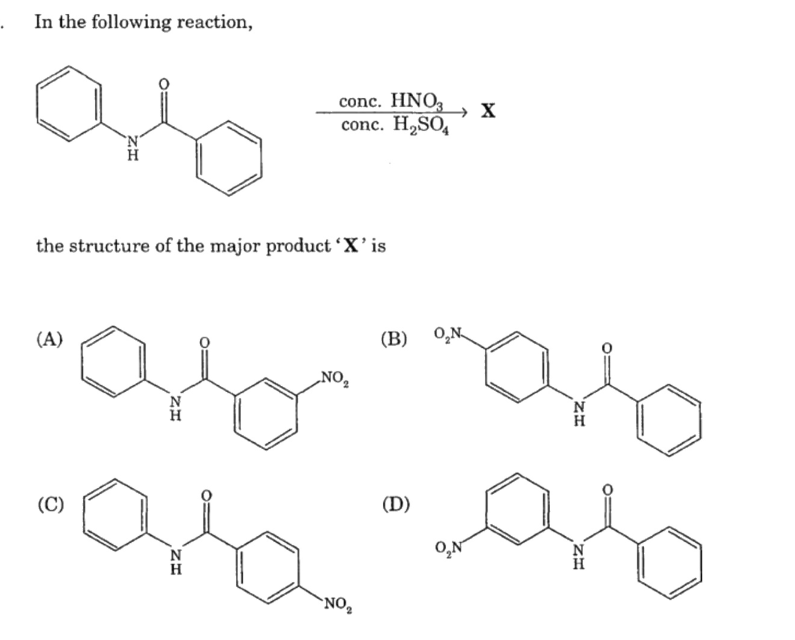 . In the following reaction,
O
N
H
conc. HNO₃
conc. H₂SO₄
X
the structure of the major product ‘X’ is
(A)
O
N
H
NO₂
(B)
O₂N
O
N
H
(C)
O
N
H
NO₂
(D)
O₂N
O
N
H